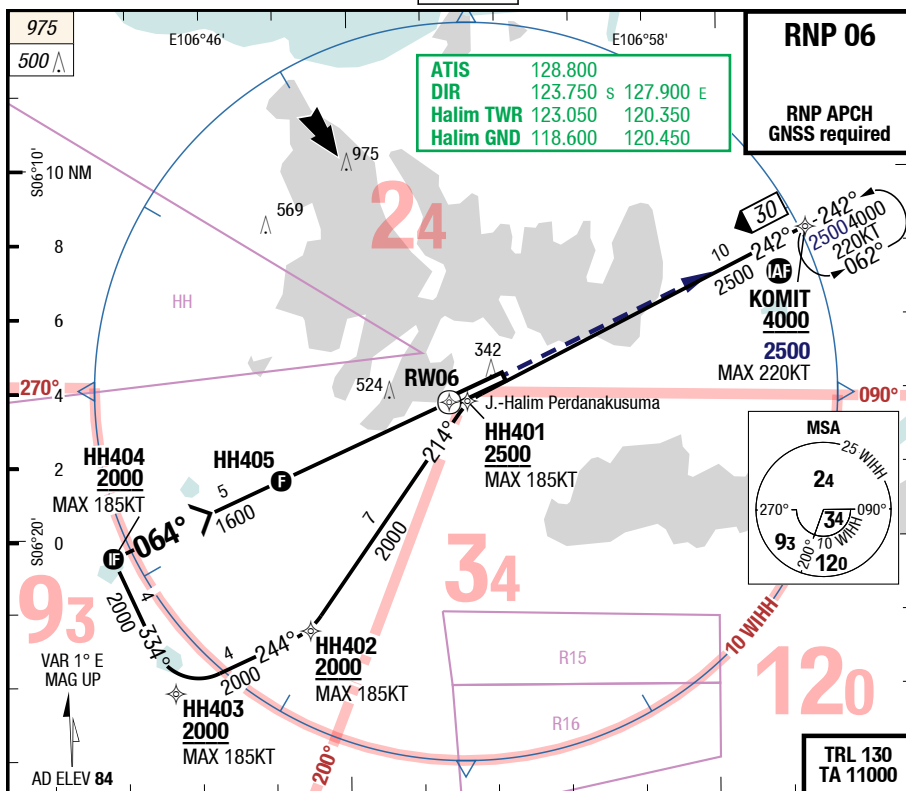 975
500
E106°46'
E106°58'
RNP 06
RNP APCH
GNSS required
ATIS 128.800
DIR 123.750 S 127.900 E
Halim TWR 123.050 120.350
Halim GND 118.600 120.450
S06°10'
10 NM
8
6
4
2
0
S06°20'
975
569
24
HH
30
242°
2500 4000
220KT
062°
10
242°
2500
IAF
KOMIT
4000
2500
MAX 220KT
342
524
RW06
J.-Halim Perdanakusuma
270°
090°
HH401
2500
MAX 185KT
214°
HH404
2000
MAX 185KT
HH405
F
5
1600
064°
IF
7
2000
MSA
25 WIHH
24
270°
090°
34
10 WIHH
93
200°
120
93
34
120
4
2000
334°
4
2000
244°
HH402
2000
MAX 185KT
HH403
2000
MAX 185KT
R15
R16
10 WIHH
200°
VAR 1° E
MAG UP
AD ELEV 84
TRL 130
TA 11000